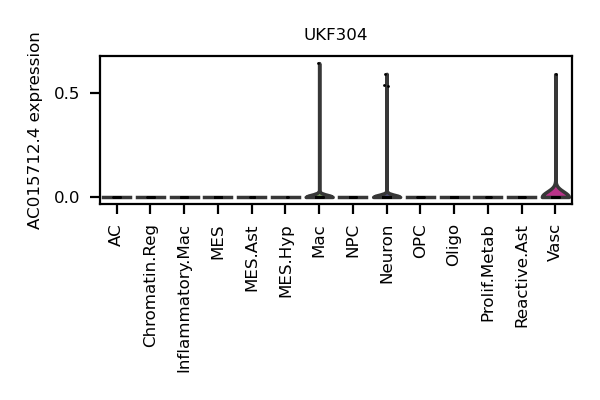 UKF304
AC015712.4 expression
0.5
0.0
AC
Chromatin.Reg
Inflammatory.Mac
MES
MES.Ast
MES.Hyp
Mac
NPC
Neuron
OPC
Oligo
Prolif.Metab
Reactive.Ast
Vasc